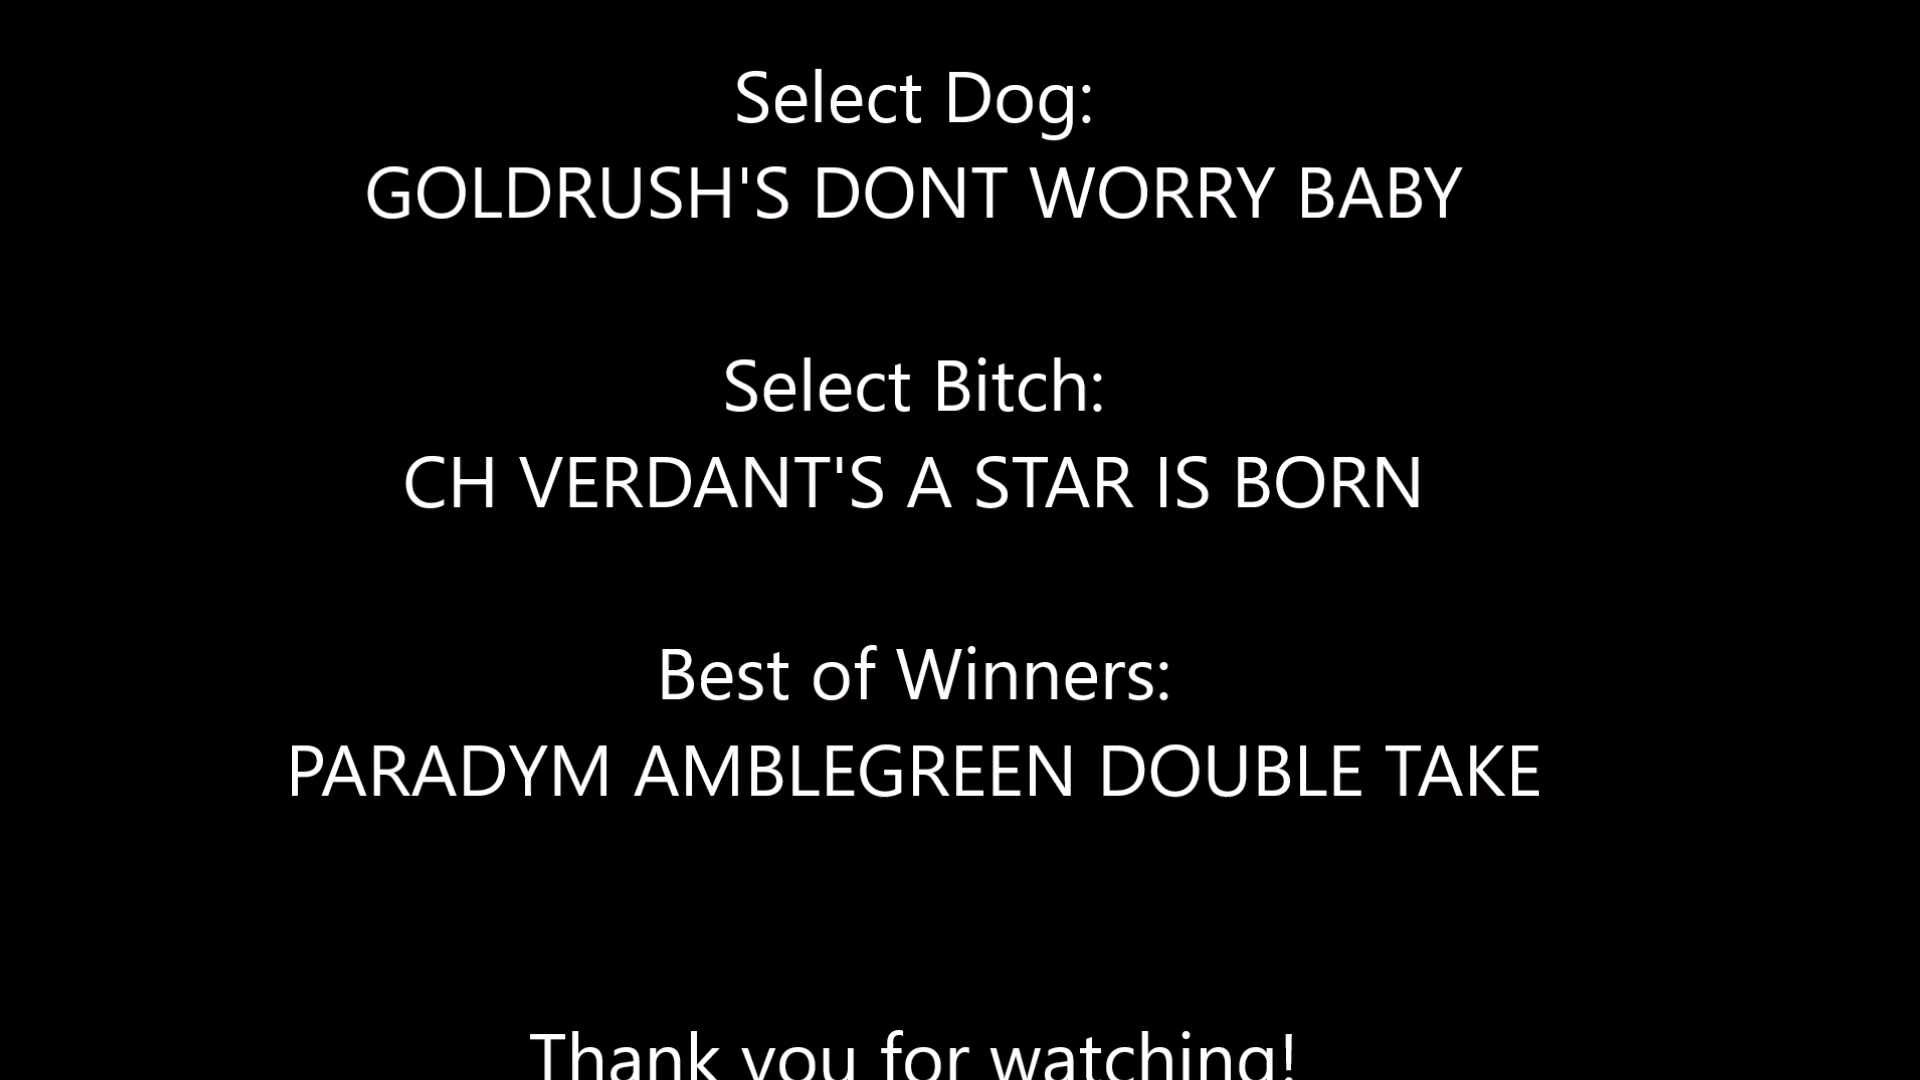 Select Dog:
GOLDRUSH'S DONT WORRY BABY
Select Bitch:
CH VERDANT'S A STAR IS BORN
Best of Winners:
PARADYM AMBLEGREEN DOUBLE TAKE
Thank you for watching!